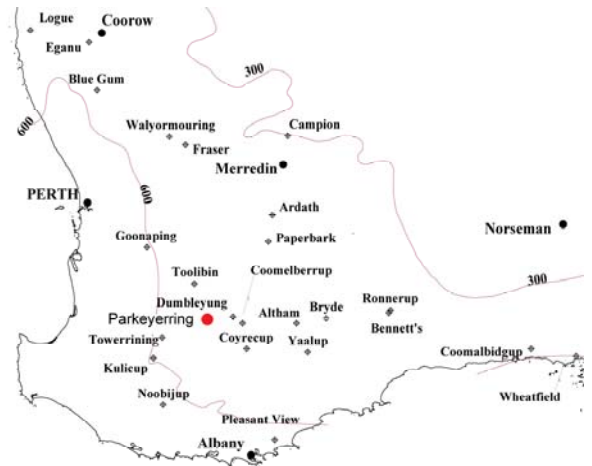 Logue
Coorow
Eganu
Blue Gum
300
600
Walyormouring
Campion
Fraser
Merredin
600
PERTH
Ardath
Norseman
Goonaping
Paperbark
Toolibin
Coomelberrup
300
Dumbleyung
Ronnerup
Altham
Bryde
Parkeyerring
Bennett's
Towerrining
Coyrecup
Yaalup
Coomalbidgup
Kulicup
Noobijup
Wheatfield
Pleasant View
Albany